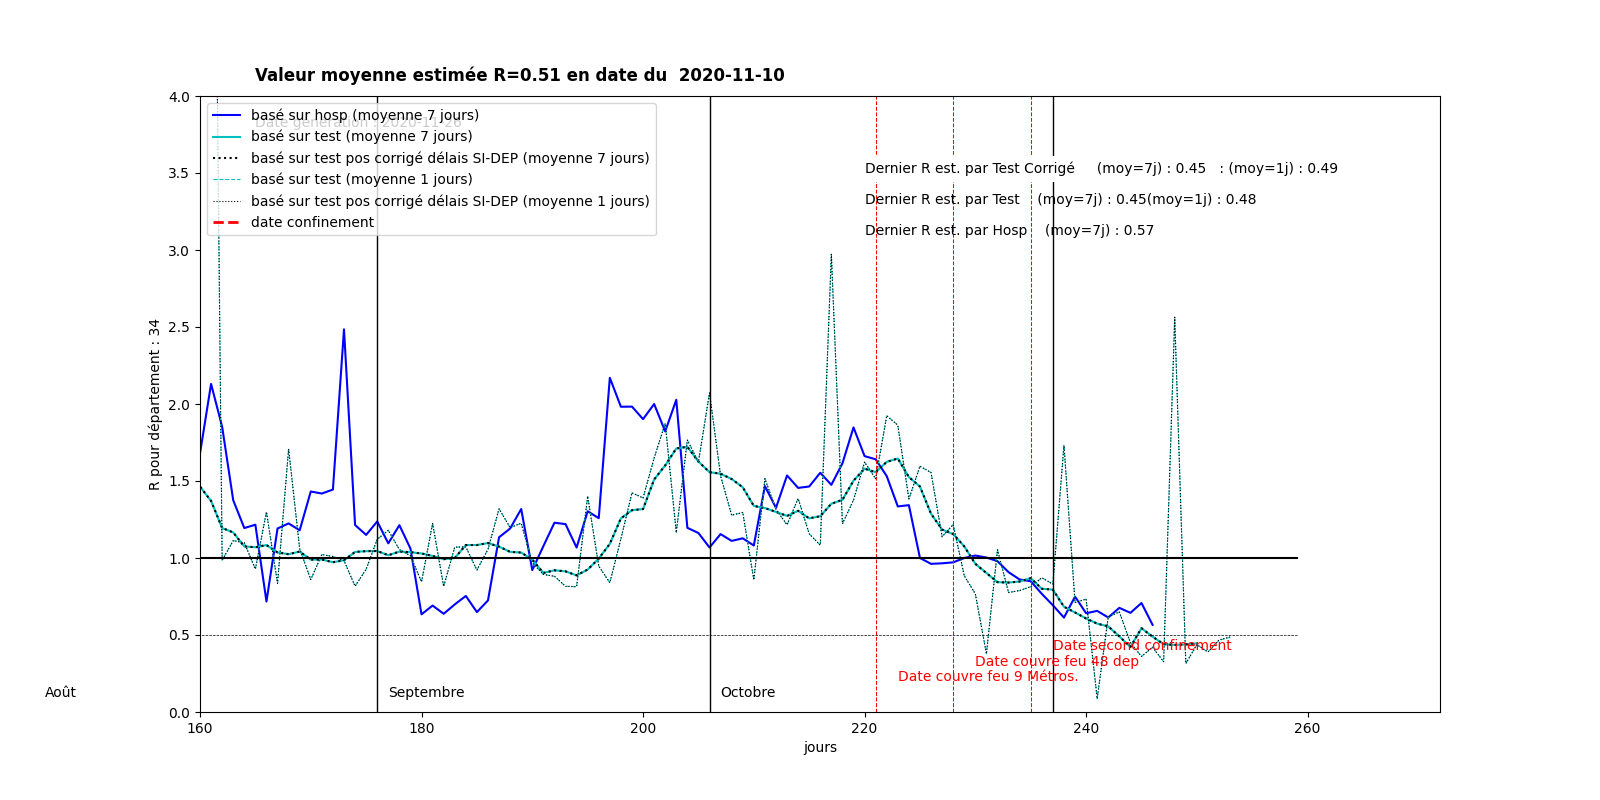 Valeur moyenne estimée R=0.51 en date du  2020-11-10
4.0
3.5
3.0
2.5
2.0
1.5
1.0
0.5
0.0
R pour département : 34
Date génération : 2020-11-26
basé sur hosp (moyenne 7 jours)
basé sur test (moyenne 7 jours)
basé sur test pos corrigé délais SI-DEP (moyenne 7 jours)
basé sur test (moyenne 1 jours)
basé sur test pos corrigé délais SI-DEP (moyenne 1 jours)
date confinement
Dernier R est. par Test Corrigé    (moy=7j) : 0.45   : (moy=1j) : 0.49
Dernier R est. par Test    (moy=7j) : 0.45(moy=1j) : 0.48
Dernier R est. par Hosp    (moy=7j) : 0.57
Date second confinement
Date couvre feu 48 dep
Date couvre feu 9 Métros.
Août
Septembre
Octobre
160 180 200 220 240 260
jours